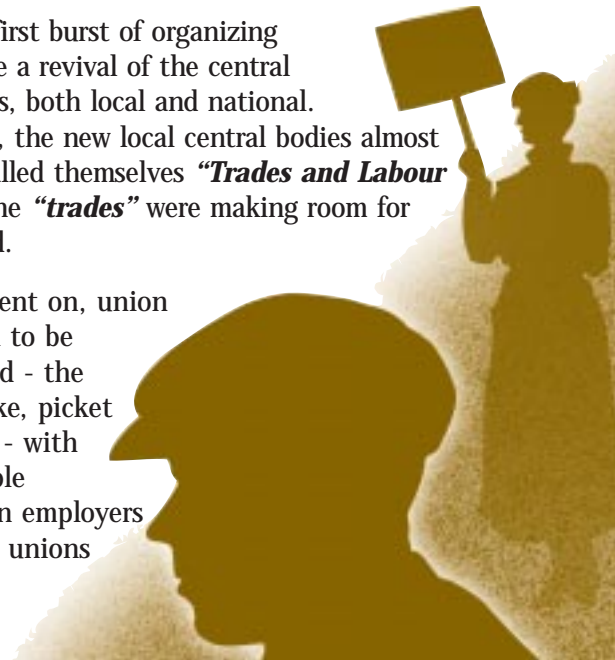 first burst of organizing
e a revival of the central
s, both local and national.
, the new local central bodies almost
lled themselves “Trades and Labour
he “trades” were making room for
l.
ent on, union
to be
d - the
ke, picket
- with
ple
n employers
unions